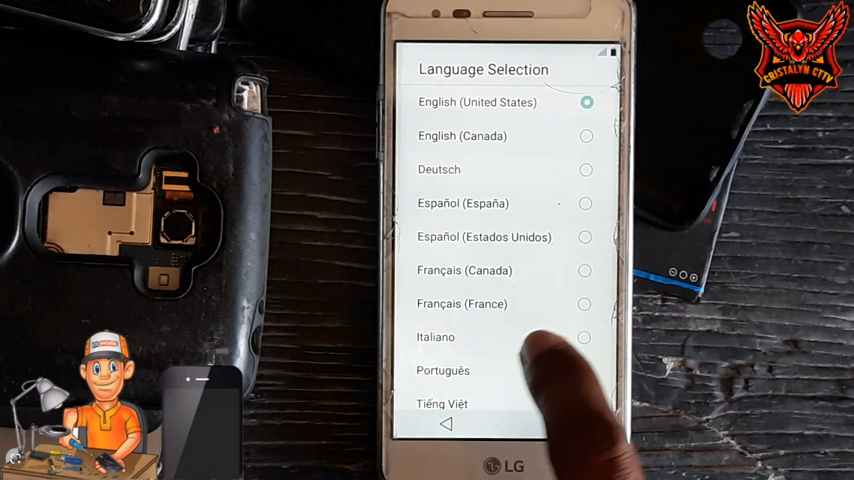 CRISTALYN CTTV
Language Selection
English (United States)
English (Canada)
Deutsch
Español (España)
Español (Estados Unidos)
Français (Canada)
Français (France)
Italiano
Português
Tiếng Việt
LG